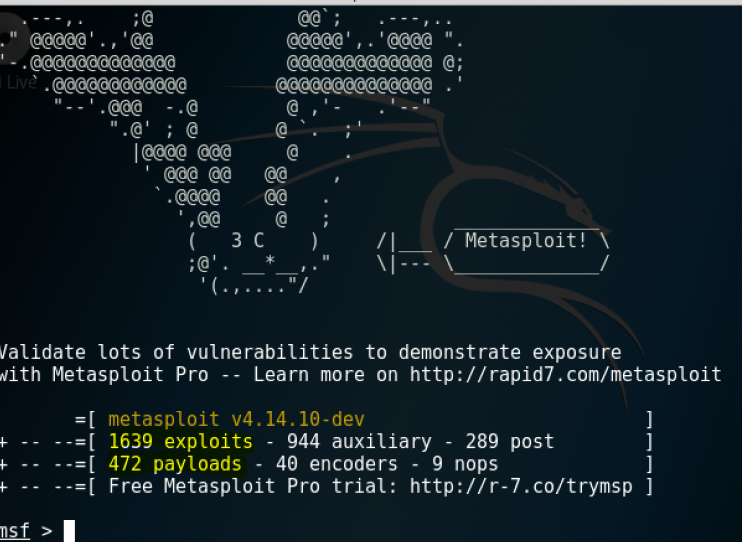 .---,.     ;@              @@`;   .---,..
." @@@@@'.,'@@            @@@@@',.'@@@@ ".
'-.@@@@@@@@@@@@@          @@@@@@@@@@@@@ @;
`.@@@@@@@@@@@@        @@@@@@@@@@@@@@ .'
"--'.@@@  -.@        @ ,'-   .'--"
".@' ; @       @ `.  ;'
|@@@@ @@@     @    .
' @@@ @@   @@    ,
`.@@@@    @@   .
',@@     @   ;           _____________
(   3 C    )     /|___ / Metasploit! \
;@'. __*__,."    \|--- \_____________/
'(.,...."/
Live
Validate lots of vulnerabilities to demonstrate exposure
with Metasploit Pro -- Learn more on http://rapid7.com/metasploit
=[ metasploit v4.14.10-dev                         ]
+ -- --=[ 1639 exploits - 944 auxiliary - 289 post        ]
+ -- --=[ 472 payloads - 40 encoders - 9 nops             ]
+ -- --=[ Free Metasploit Pro trial: http://r-7.co/trymsp ]
msf >